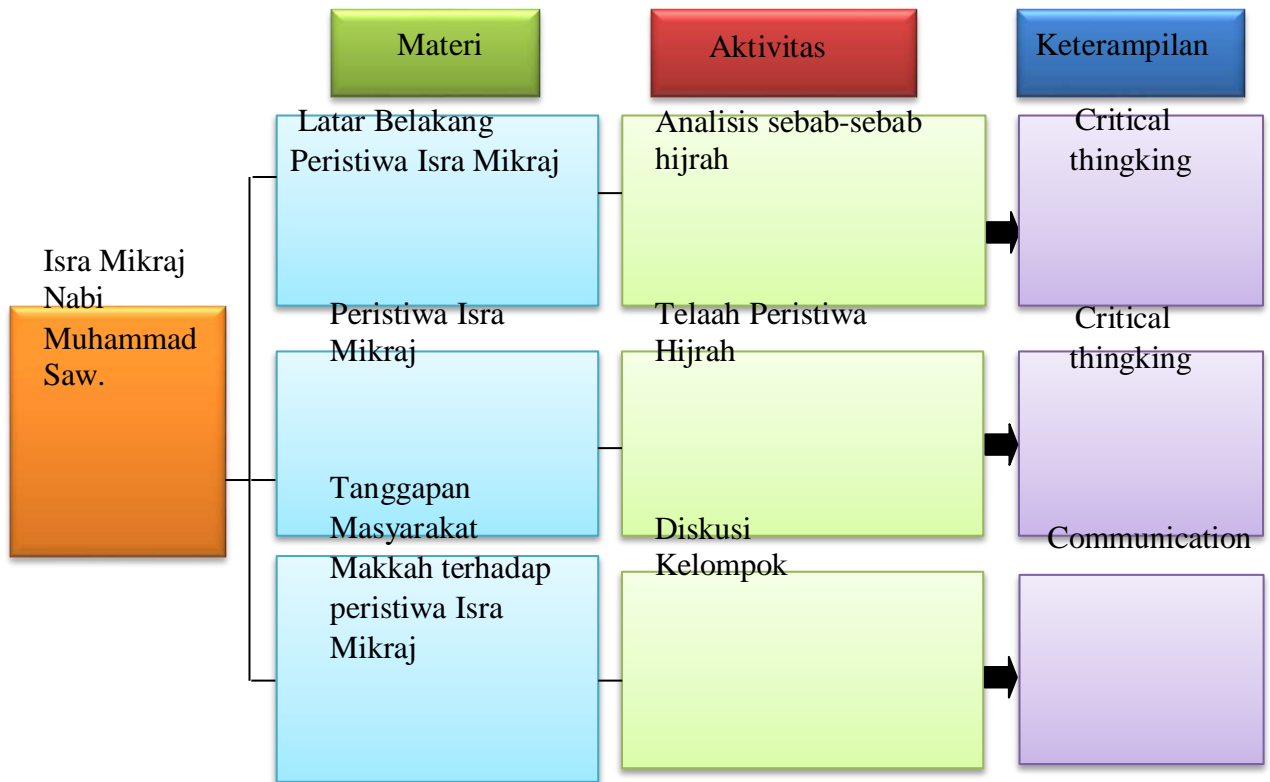 Materi
Aktivitas
Keterampilan
Isra Mikraj
Nabi
Muhammad
Saw.
Latar Belakang
Peristiwa Isra Mikraj
Analisis sebab-sebab
hijrah
Critical
thingking
Peristiwa Isra
Mikraj
Telaah Peristiwa
Hijrah
Critical
thingking
Tanggapan
Masyarakat
Makkah terhadap
peristiwa Isra
Mikraj
Diskusi
Kelompok
Communication